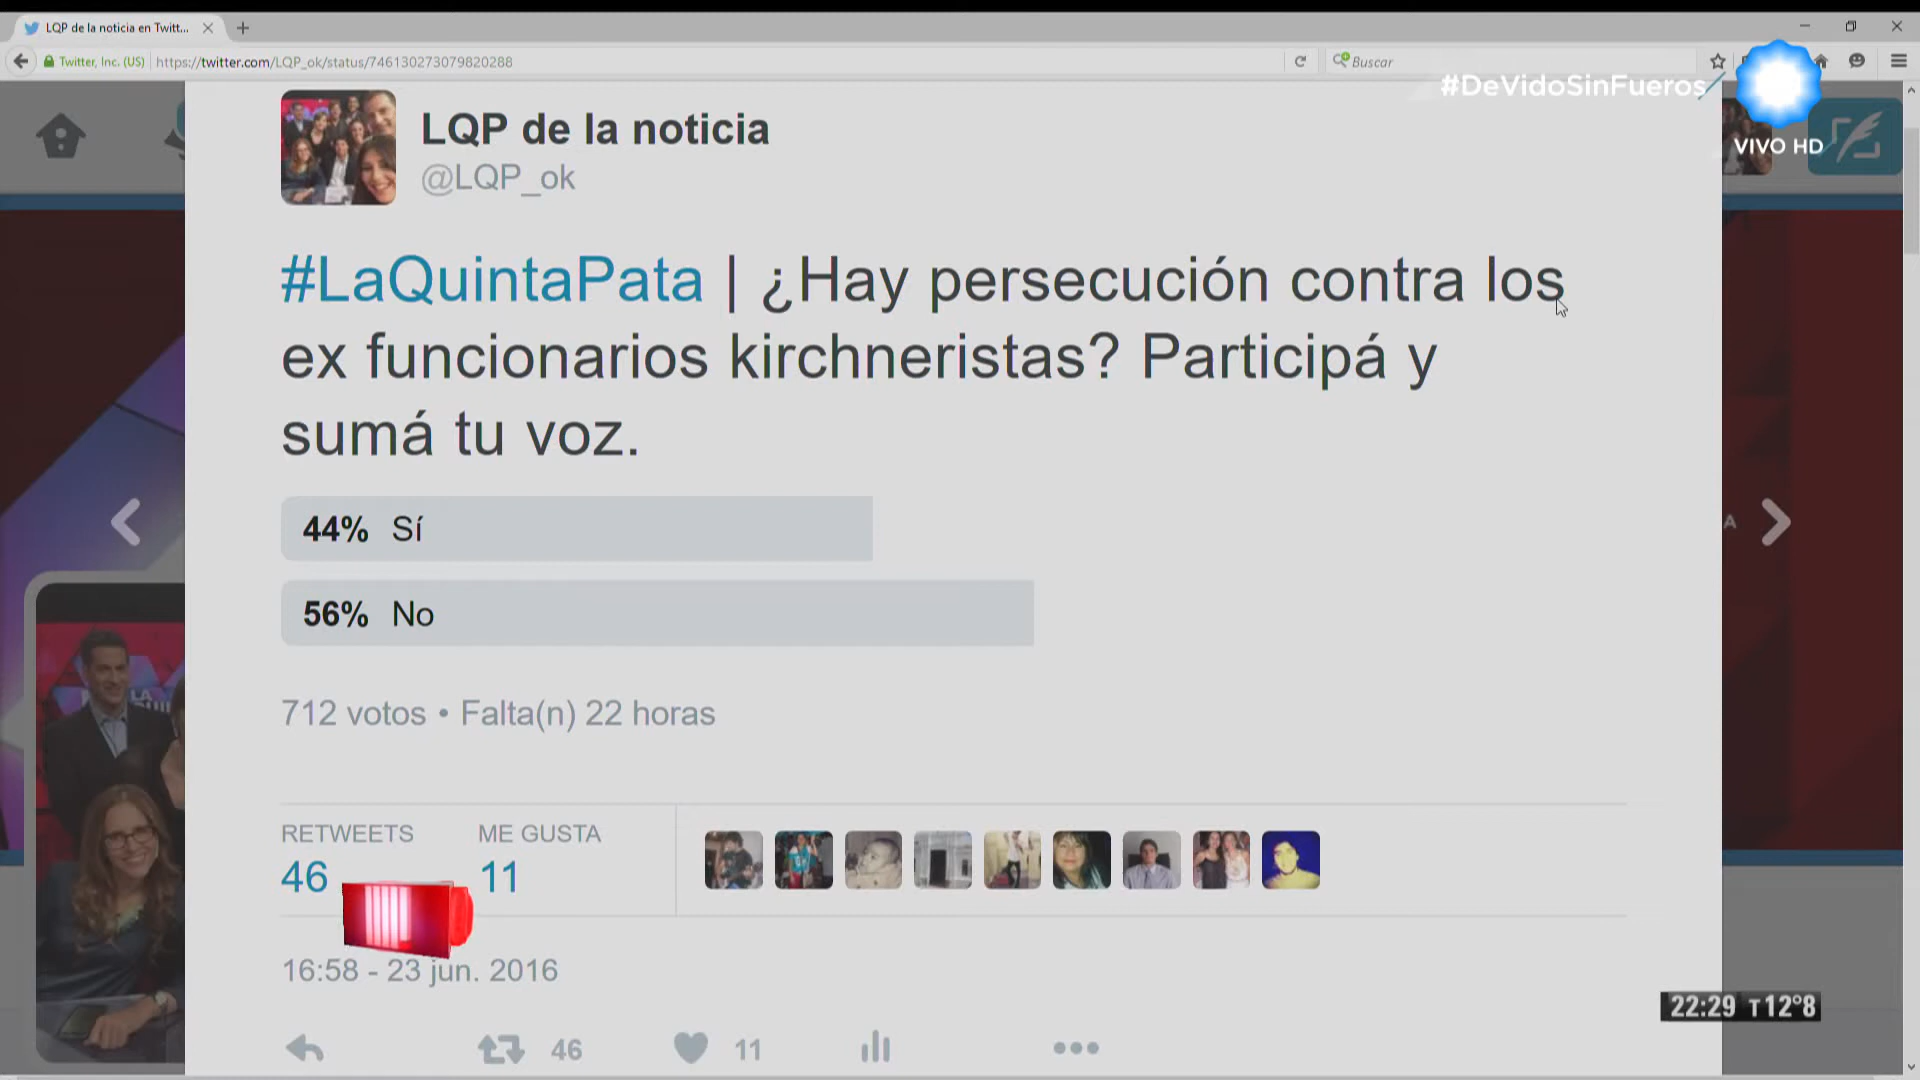 LQP de la noticia en Twitt...
Twitter, Inc. (US)
https://twitter.com/LQP_ok/status/746130273079820288
Buscar
#DeVidoSinFueros
VIVO HD
LQP de la noticia
@LQP_ok
#LaQuintaPata | ¿Hay persecución contra los
ex funcionarios kirchneristas? Participá y
sumá tu voz.
44% Sí
56% No
712 votos • Falta(n) 22 horas
RETWEETS
46
ME GUSTA
11
16:58 - 23 jun. 2016
46
11
22:29 T12°8